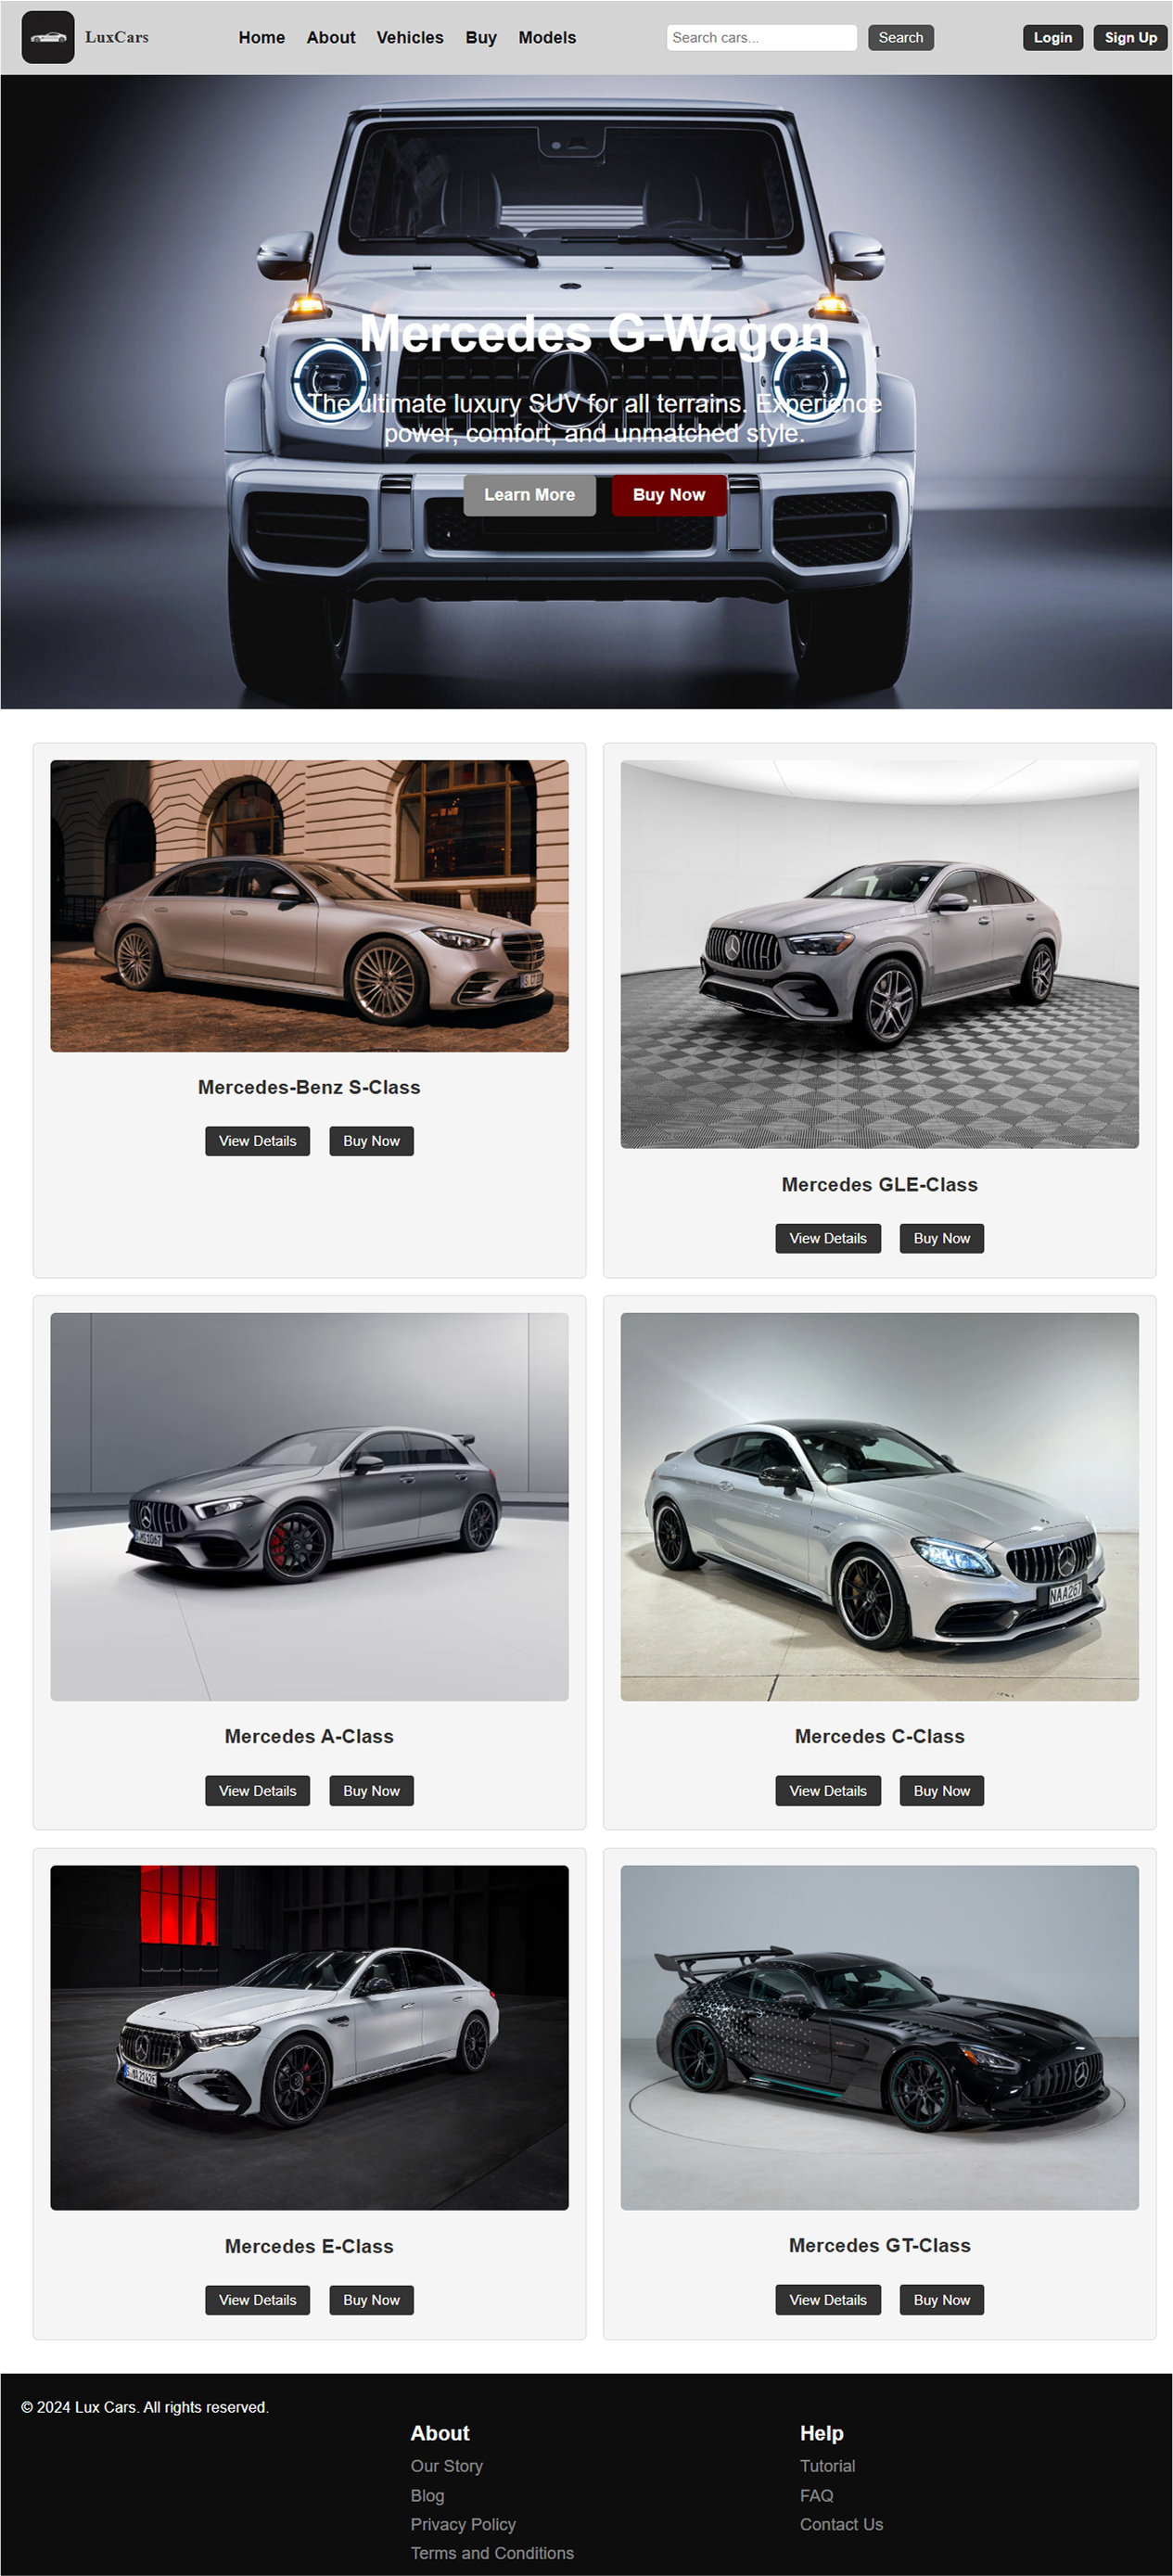 LuxCars
Home About Vehicles Buy Models
Search cars...
Search
Login
Sign Up
Mercedes G-Wagon
The ultimate luxury SUV for all terrains. Experience
power, comfort, and unmatched style.
Learn More
Buy Now
Mercedes-Benz S-Class
View Details
Buy Now
Mercedes GLE-Class
View Details
Buy Now
NAA267
Mercedes A-Class
View Details
Buy Now
Mercedes C-Class
View Details
Buy Now
Mercedes E-Class
View Details
Buy Now
Mercedes GT-Class
View Details
Buy Now
© 2024 Lux Cars. All rights reserved.
About
Our Story
Blog
Privacy Policy
Terms and Conditions
Help
Tutorial
FAQ
Contact Us